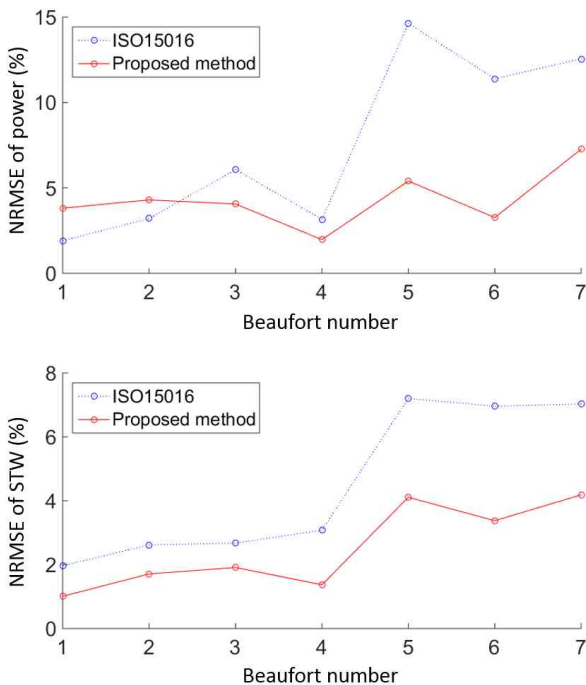 NRMSE of power (%)
15
10
5
0
ISO15016
Proposed method
1 2 3 4 5 6 7
Beaufort number
NRMSE of STW (%)
8
6
4
2
0
ISO15016
Proposed method
1 2 3 4 5 6 7
Beaufort number